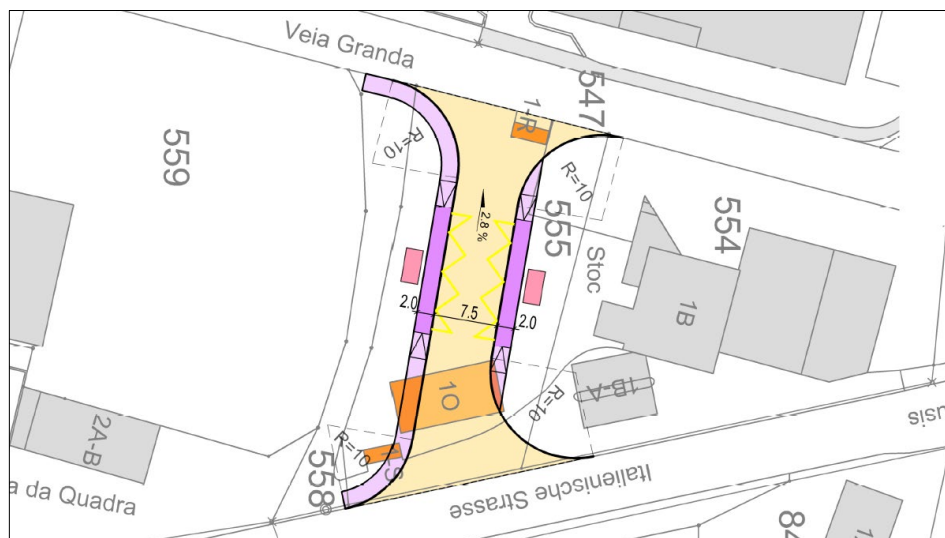 Veia Granda
547
1-R
559
R=10
R=10
2.8%
555
554
Stoc
1B
2.0
7.5
2.0
1O
1B-A
R=10
usis
2A-B
R=10
1-S
558
Italienische Strasse
a da Quadra
84